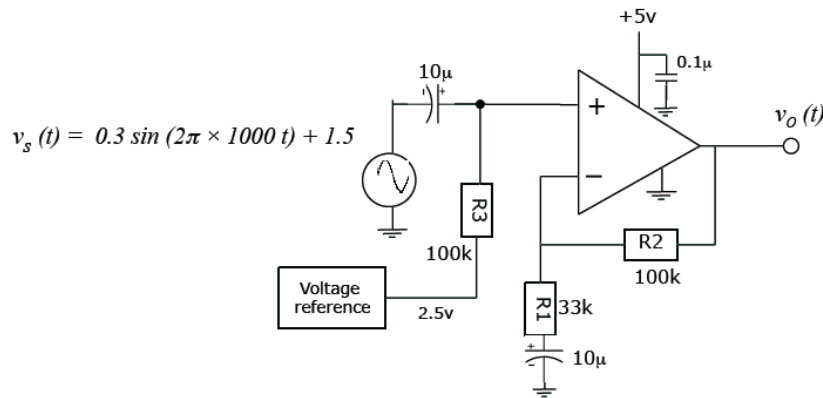 +5v
10μ
0.1μ
- +
+
v_o (t)
v_s (t) = 0.3 sin (2π × 1000 t) + 1.5
−
R3
R2
100k
100k
Voltage
reference
2.5v
R1
33k
+
-
10μ